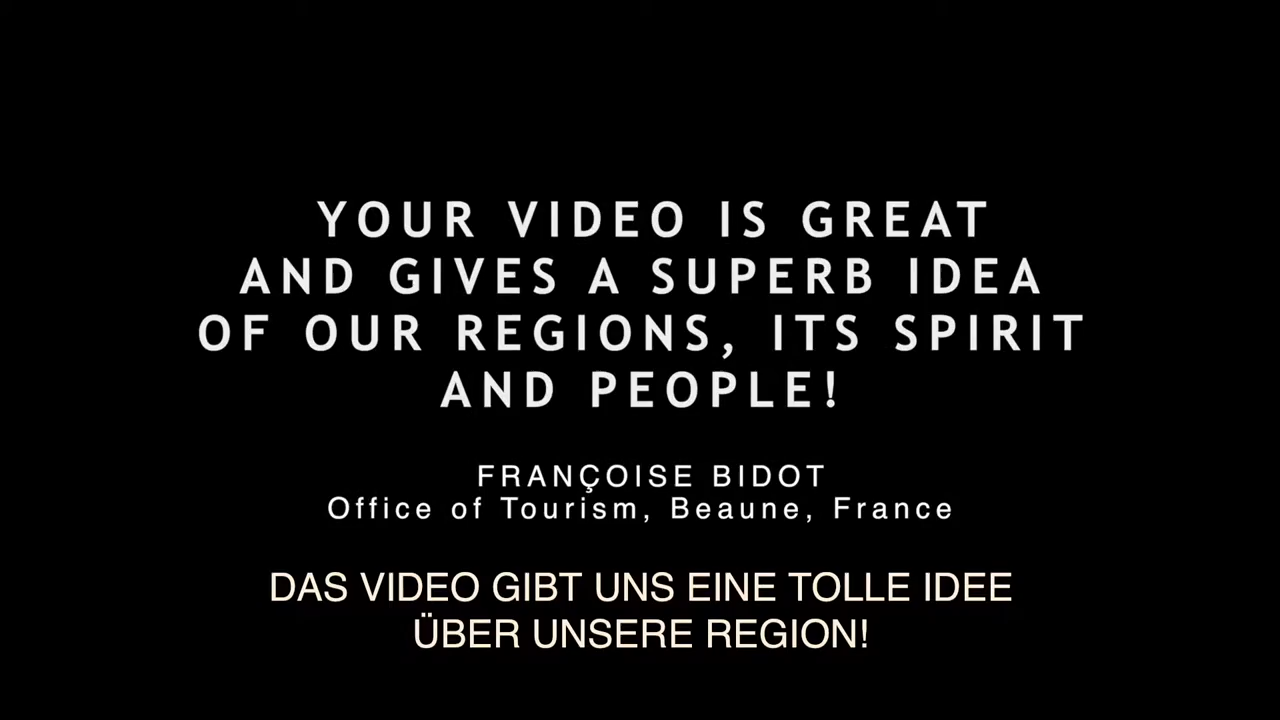 YOUR VIDEO IS GREAT
AND GIVES A SUPERB IDEA
OF OUR REGIONS, ITS SPIRIT
AND PEOPLE!
FRANÇOISE BIDOT
Office of Tourism, Beaune, France
DAS VIDEO GIBT UNS EINE TOLLE IDEE
ÜBER UNSERE REGION!